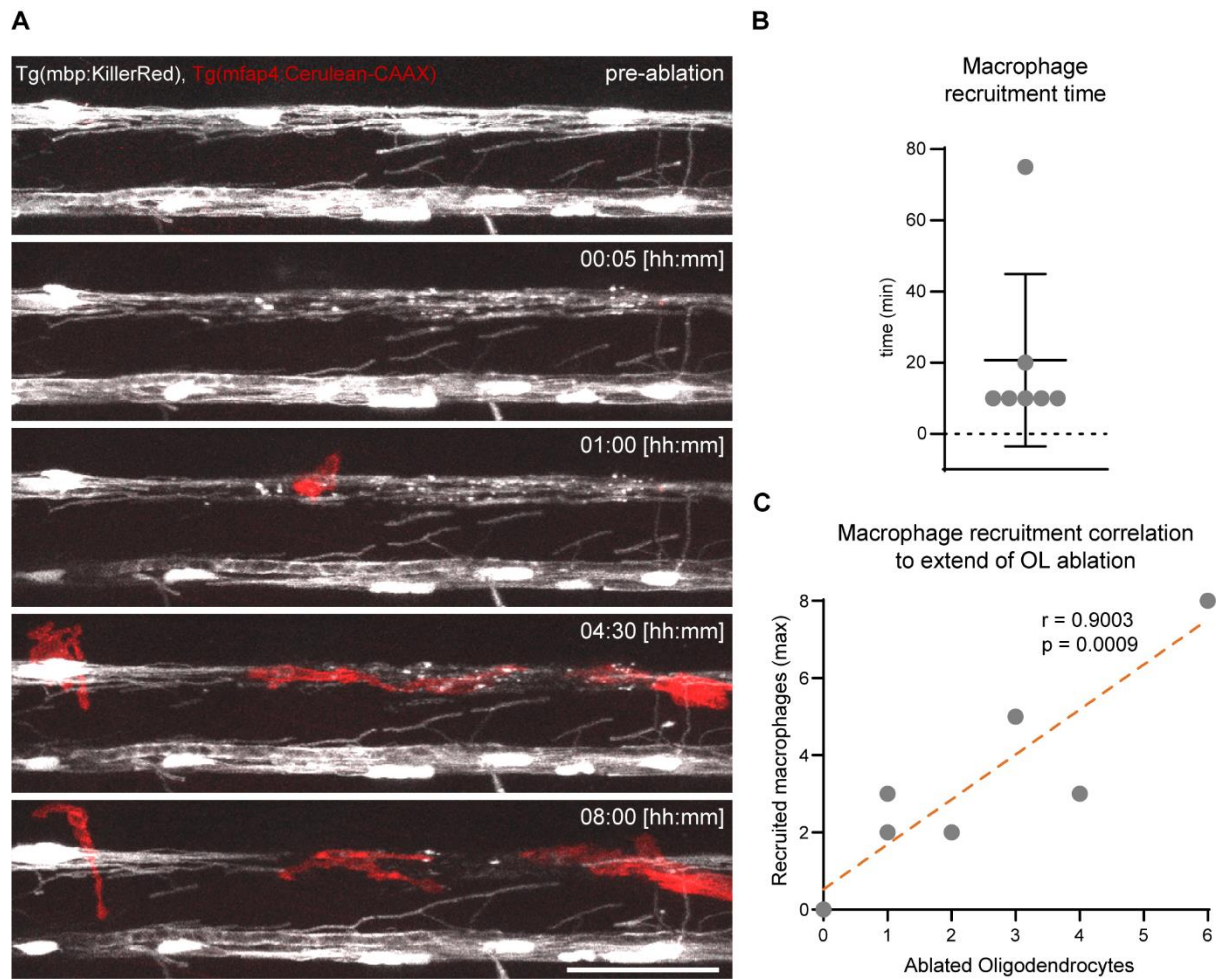 A
Tg(mbp:KillerRed), Tg(mfap4:Cerulean-CAAX)
pre-ablation
00:05 [hh:mm]
01:00 [hh:mm]
04:30 [hh:mm]
08:00 [hh:mm]
B
Macrophage
recruitment time
time (min)
80
60
40
20
0
C
Macrophage recruitment correlation
to extend of OL ablation
r = 0.9003
p = 0.0009
Recruited macrophages (max)
8
6
4
2
0
0 1 2 3 4 5 6
Ablated Oligodendrocytes